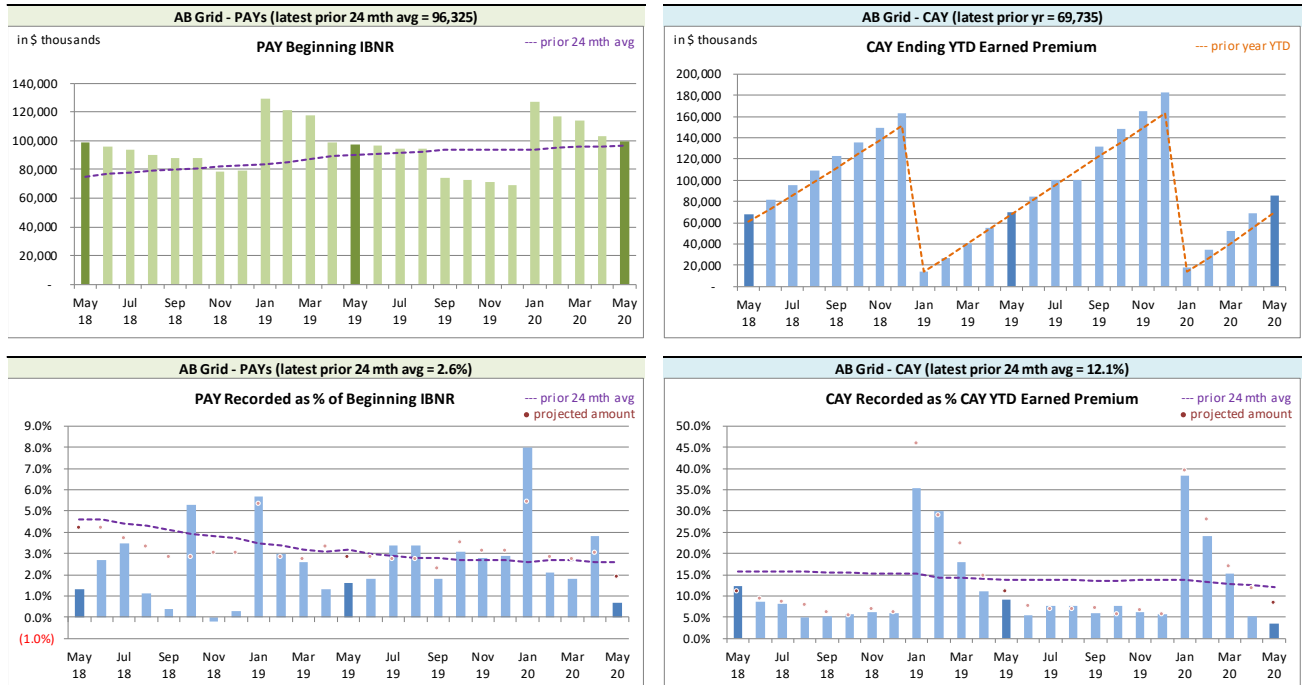 AB Grid - PAYs (latest prior 24 mth avg = 96,325)
in $ thousands
PAY Beginning IBNR
--- prior 24 mth avg
140,000
120,000
100,000
80,000
60,000
40,000
20,000
-
May Jul Sep Nov Jan Mar May Jul Sep Nov Jan Mar May
18 18 18 18 19 19 19 19 19 19 20 20 20
AB Grid - CAY (latest prior yr = 69,735)
in $ thousands
CAY Ending YTD Earned Premium
--- prior year YTD
200,000
180,000
160,000
140,000
120,000
100,000
80,000
60,000
40,000
20,000
-
May Jul Sep Nov Jan Mar May Jul Sep Nov Jan Mar May
18 18 18 18 19 19 19 19 19 19 20 20 20
AB Grid - PAYs (latest prior 24 mth avg = 2.6%)
PAY Recorded as % of Beginning IBNR
--- prior 24 mth avg
• projected amount
9.0%
8.0%
7.0%
6.0%
5.0%
4.0%
3.0%
2.0%
1.0%
0.0%
(1.0%)
May Jul Sep Nov Jan Mar May Jul Sep Nov Jan Mar May
18 18 18 18 19 19 19 19 19 19 20 20 20
AB Grid - CAY (latest prior 24 mth avg = 12.1%)
CAY Recorded as % CAY YTD Earned Premium
--- prior 24 mth avg
• projected amount
50.0%
45.0%
40.0%
35.0%
30.0%
25.0%
20.0%
15.0%
10.0%
5.0%
0.0%
May Jul Sep Nov Jan Mar May Jul Sep Nov Jan Mar May
18 18 18 18 19 19 19 19 19 19 20 20 20